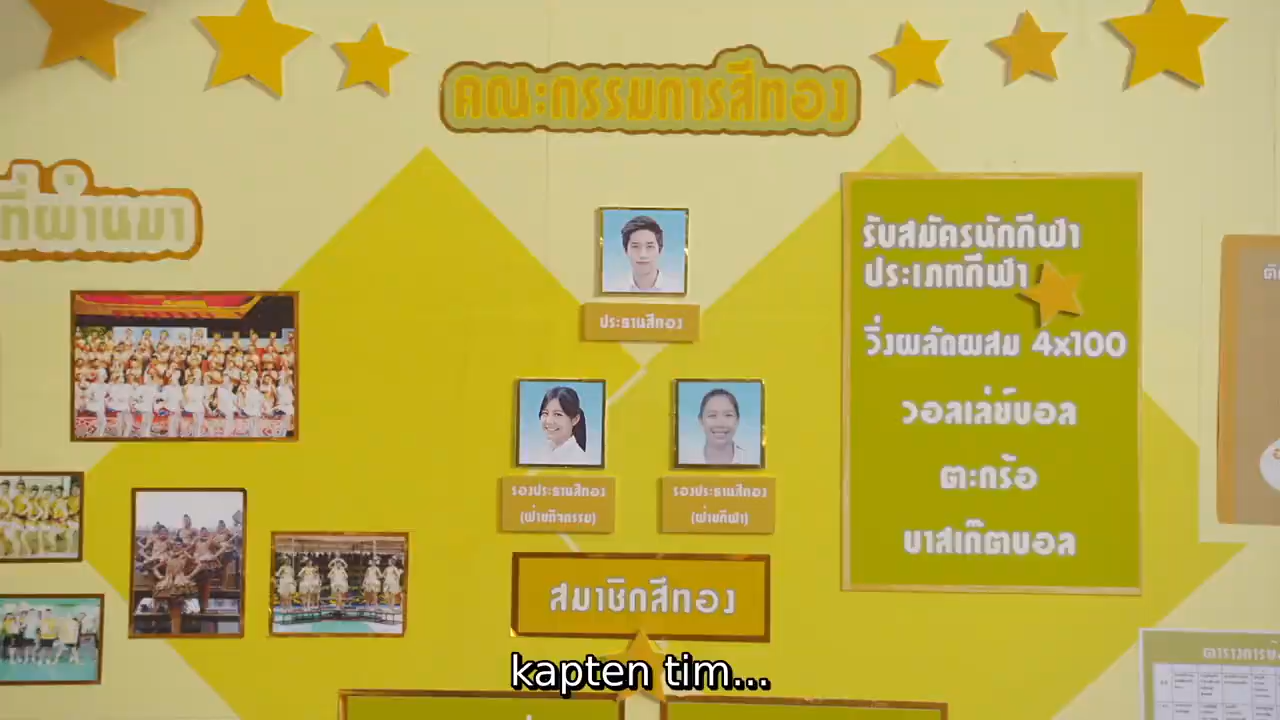 คณะกรรมการสีทอง
ที่ผ่านมา
ประธานสีทอง
รองประธานสีทอง
(ฝ่ายกิจกรรม)
รองประธานสีทอง
(ฝ่ายกีฬา)
สมาชิกสีทอง
รับสมัครนักกีฬา
ประเภทกีฬา
วิ่งผลัดผสม 4x100
วอลเล่ย์บอล
ตะกร้อ
บาสเก๊ตบอล
kapten tim...